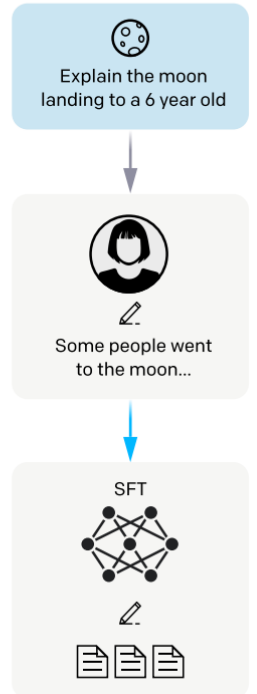 Explain the moon
landing to a 6 year old
Some people went
to the moon...
SFT